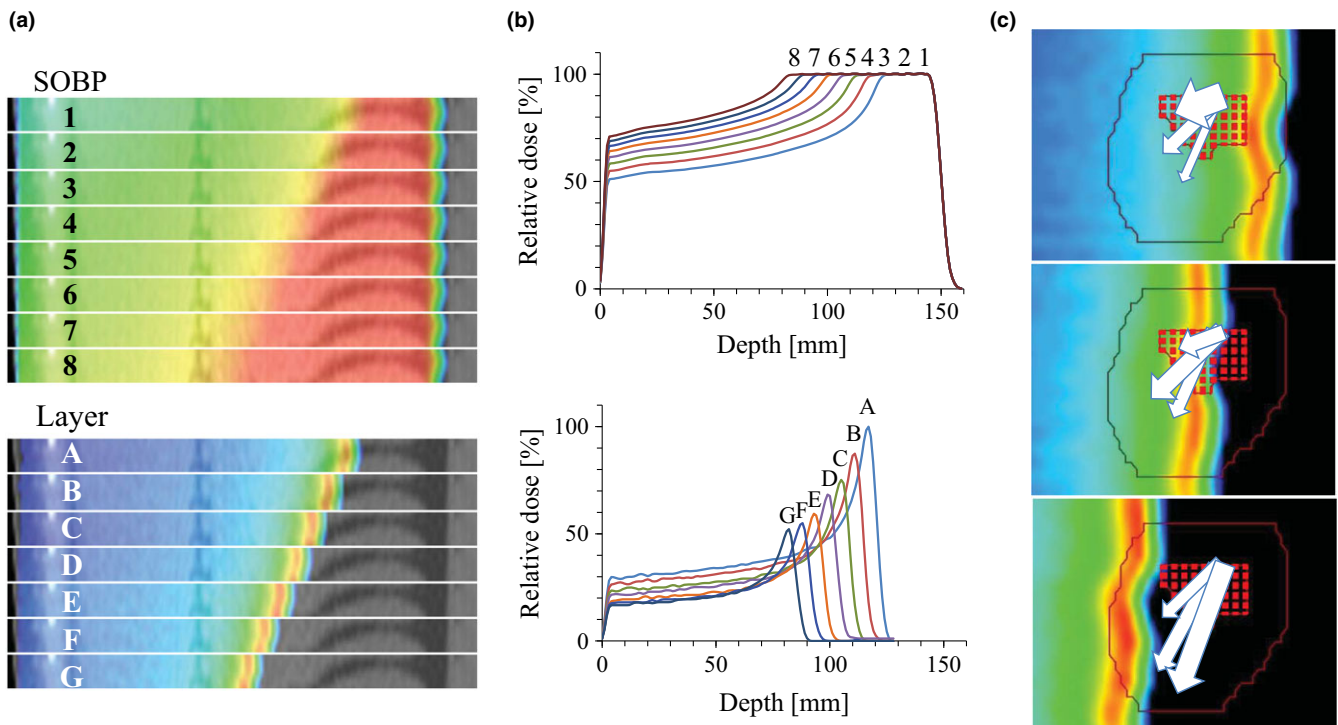 (a)
SOBP
1
2
3
4
5
6
7
8
Layer
A
B
C
D
E
F
G
(b)
8 7 6 5 4 3 2 1
100
50
0
Relative dose [%]
0 50 100 150
Depth [mm]
A
B
C
D
E
F
G
100
50
0
Relative dose [%]
0 50 100 150
Depth [mm]
(c)